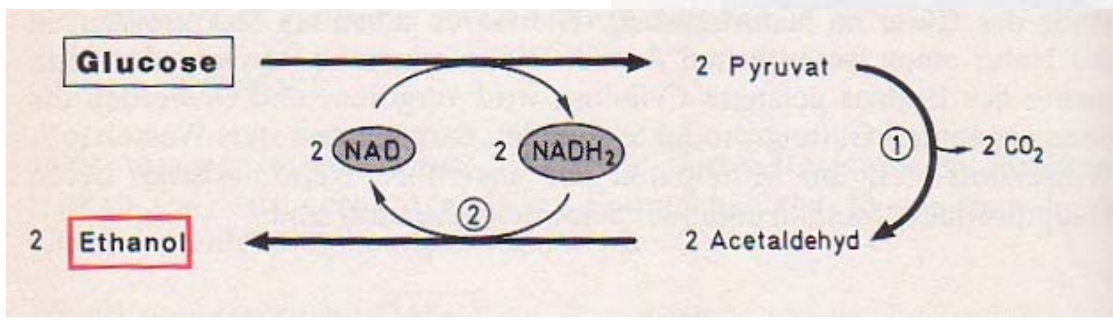 Glucose 2 Pyruvat
2 NAD 2 NADH₂ ① 2 CO₂
②
2 Ethanol 2 Acetaldehyd